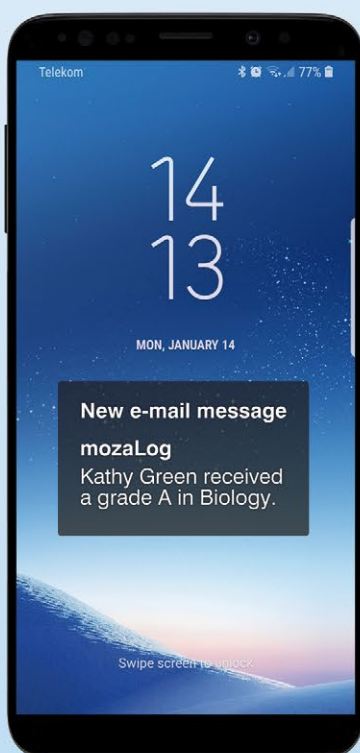 Telekom 77%
14
13
MON, JANUARY 14
New e-mail message
mozaLog
Kathy Green received
a grade A in Biology.
Swipe screen to unlock